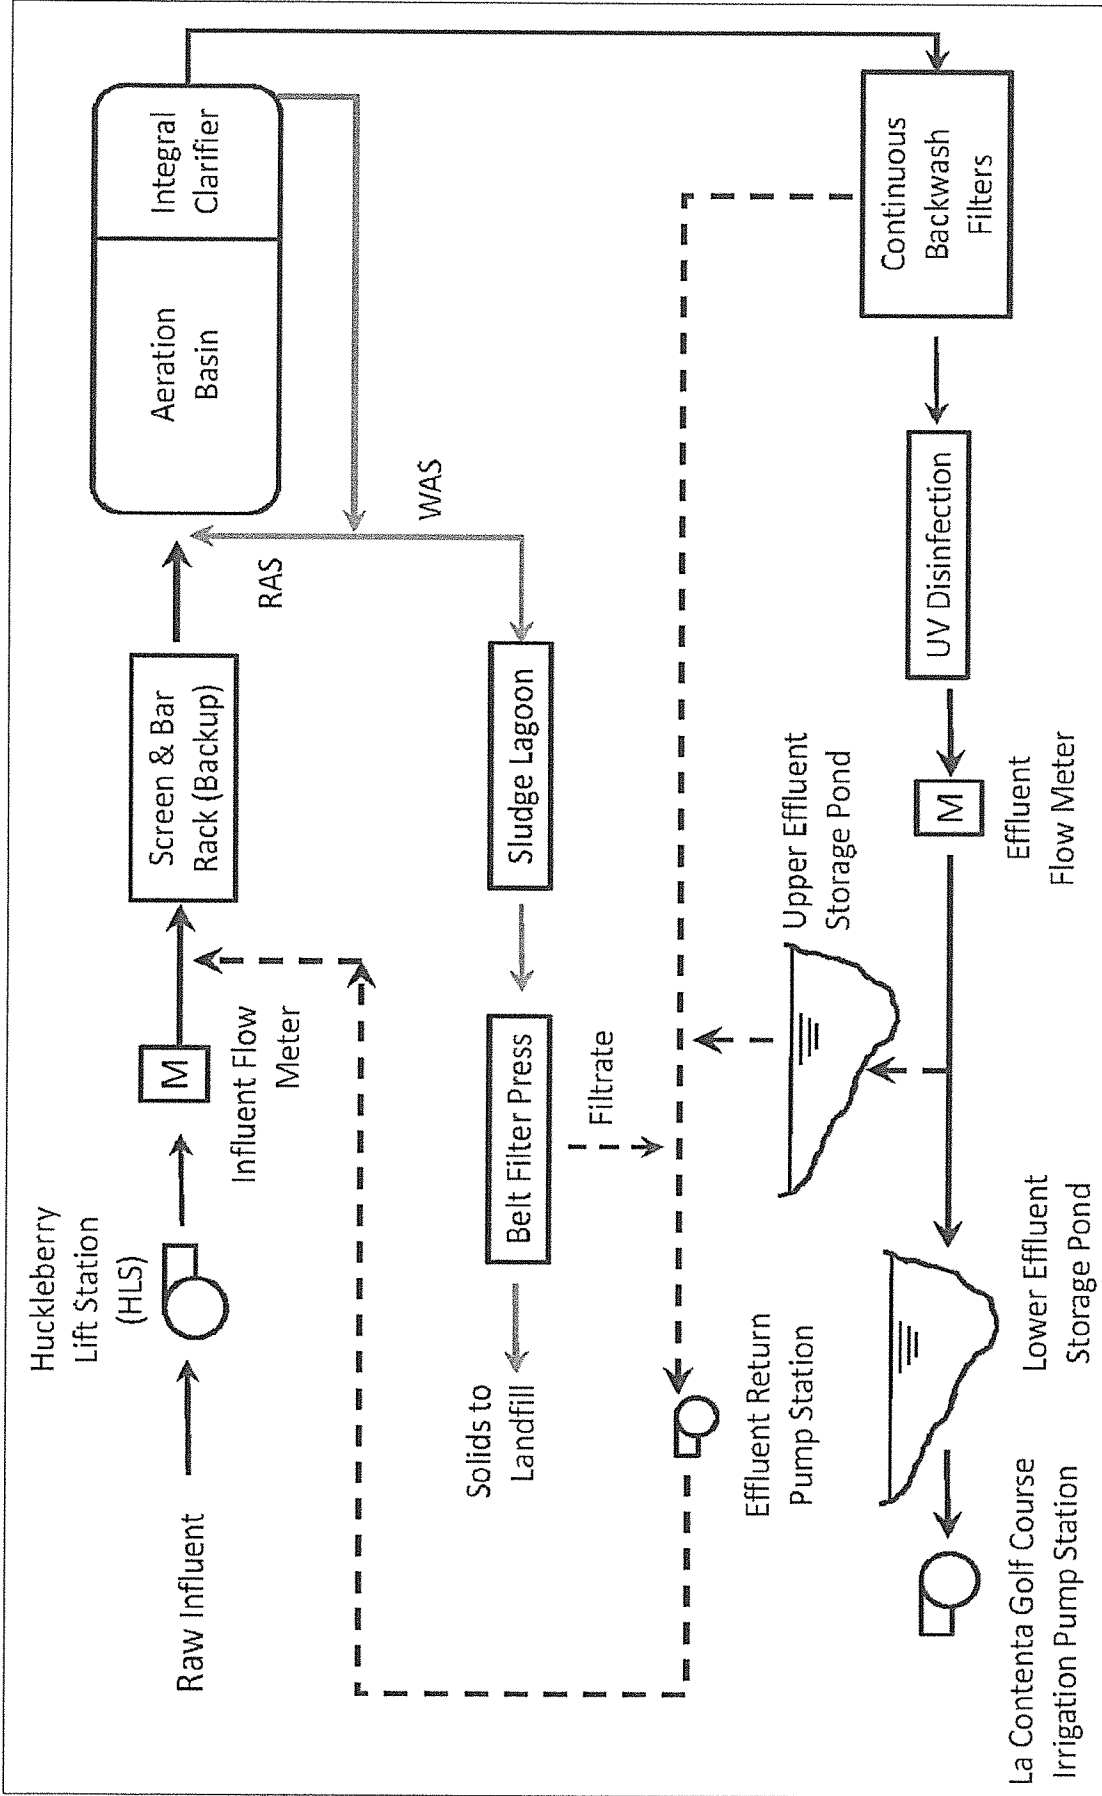 Raw Influent
Huckleberry
Lift Station
(HLS)
M
Influent Flow
Meter
Screen & Bar
Rack (Backup)
Aeration
Basin
Integral
Clarifier
RAS
WAS
Sludge Lagoon
Belt Filter Press
Solids to
Landfill
Filtrate
Effluent Return
Pump Station
Upper Effluent
Storage Pond
Continuous
Backwash
Filters
UV Disinfection
M
Effluent
Flow Meter
Lower Effluent
Storage Pond
La Contenta Golf Course
Irrigation Pump Station